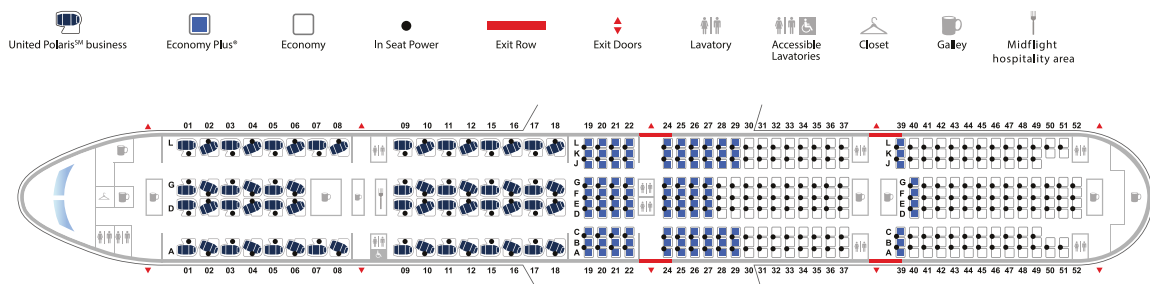 United Polaris℠ business
Economy Plus®
Economy
In Seat Power
Exit Row
Exit Doors
Lavatory
Accessible
Lavatories
Closet
Galley
Midflight
hospitality area
01 02 03 04 05 06 07 08 09 10 11 12 15 16 17 18 19 20 21 22 24 25 26 27 28 29 30 31 32 33 34 35 36 37 39 40 41 42 43 44 45 46 47 48 49 50 51 52
L L L L
K K K
J J J
G G G G
F F F
E E E
D D D D
C C C
B B B
A A A A
01 02 03 04 05 06 07 08 09 10 11 12 15 16 17 18 19 20 21 22 24 25 26 27 28 29 30 31 32 33 34 35 36 37 39 40 41 42 43 44 45 46 47 48 49 50 51 52